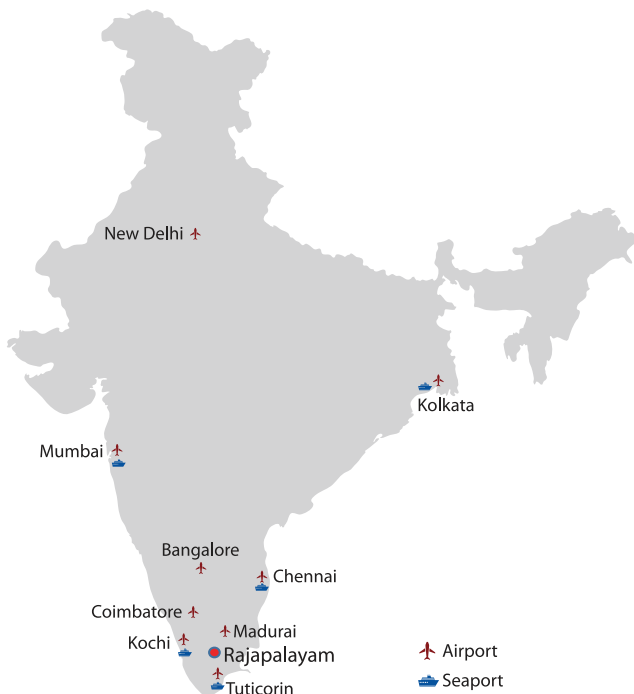 New Delhi
Kolkata
Mumbai
Bangalore
Chennai
Coimbatore
Madurai
Kochi
Rajapalayam
Airport
Seaport
Tuticorin